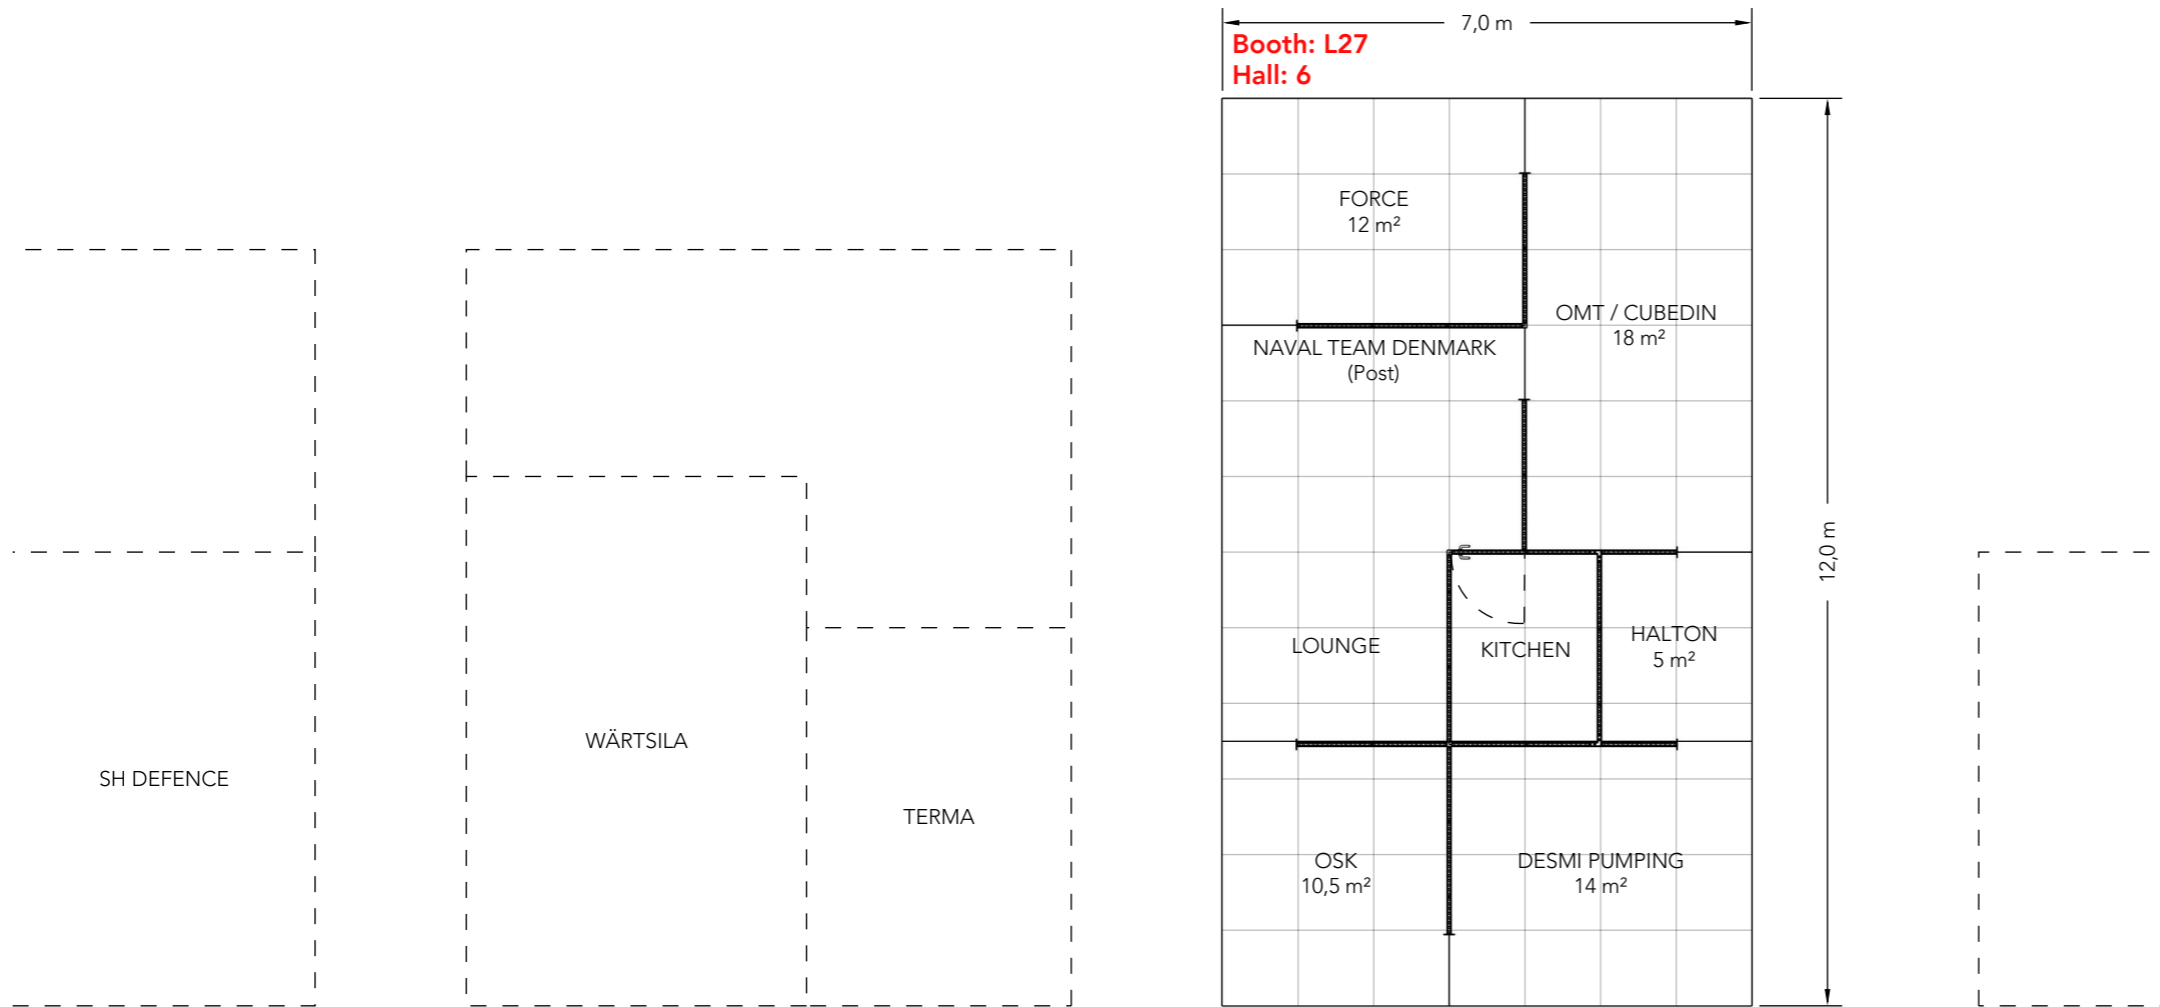 7,0 m
Booth: L27
Hall: 6
FORCE
12 m²
OMT / CUBEDIN
18 m²
NAVAL TEAM DENMARK
(Post)
12,0 m
LOUNGE
KITCHEN
HALTON
5 m²
WÄRTSILA
SH DEFENCE
TERMA
OSK
10,5 m²
DESMI PUMPING
14 m²